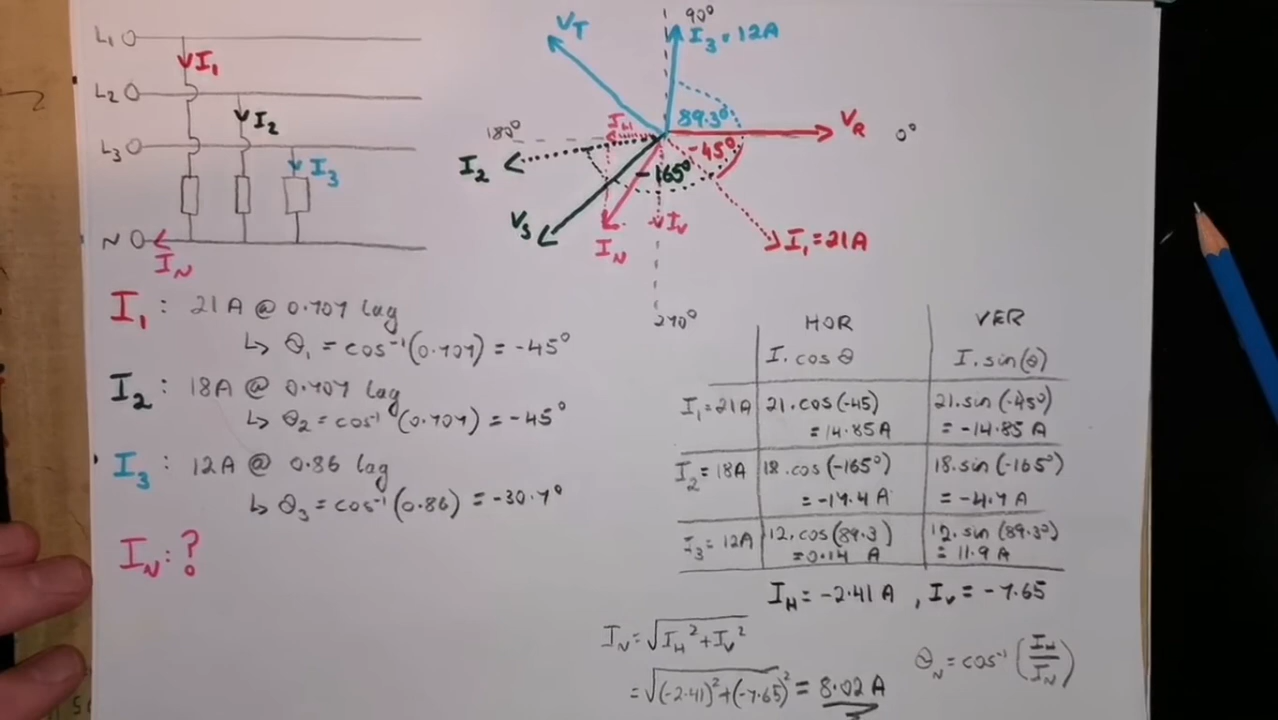 L1
I1
L2
I2
L3
I3
N
IN
VT
90°
I3 = 12A
89.3°
VR
0°
180°
IH
-45°
I2
-165°
VS
IN
IV
I1 = 21A
270°
I1 : 21A @ 0.707 lag
↳ θ1 = cos⁻¹(0.707) = -45°
I2 : 18A @ 0.707 lag
↳ θ2 = cos⁻¹(0.707) = -45°
I3 : 12A @ 0.86 lag
↳ θ3 = cos⁻¹(0.86) = -30.7°
IN : ?
HOR VER
I.cosθ I.sin(θ)
I1=21A 21.cos(-45) 21.sin(-45°)
= 14.85 A = -14.85 A
I2=18A 18.cos(-165°) 18.sin(-165°)
= -17.4 A = -4.7 A
I3=12A 12.cos(89.3) 12.sin(89.3°)
= 0.14 A = 11.9 A
IH = -2.41 A , IV = -7.65
IN = √IH² + IV²
= √(-2.41)² + (-7.65)² = 8.02 A
θN = cos⁻¹(IH/IN)